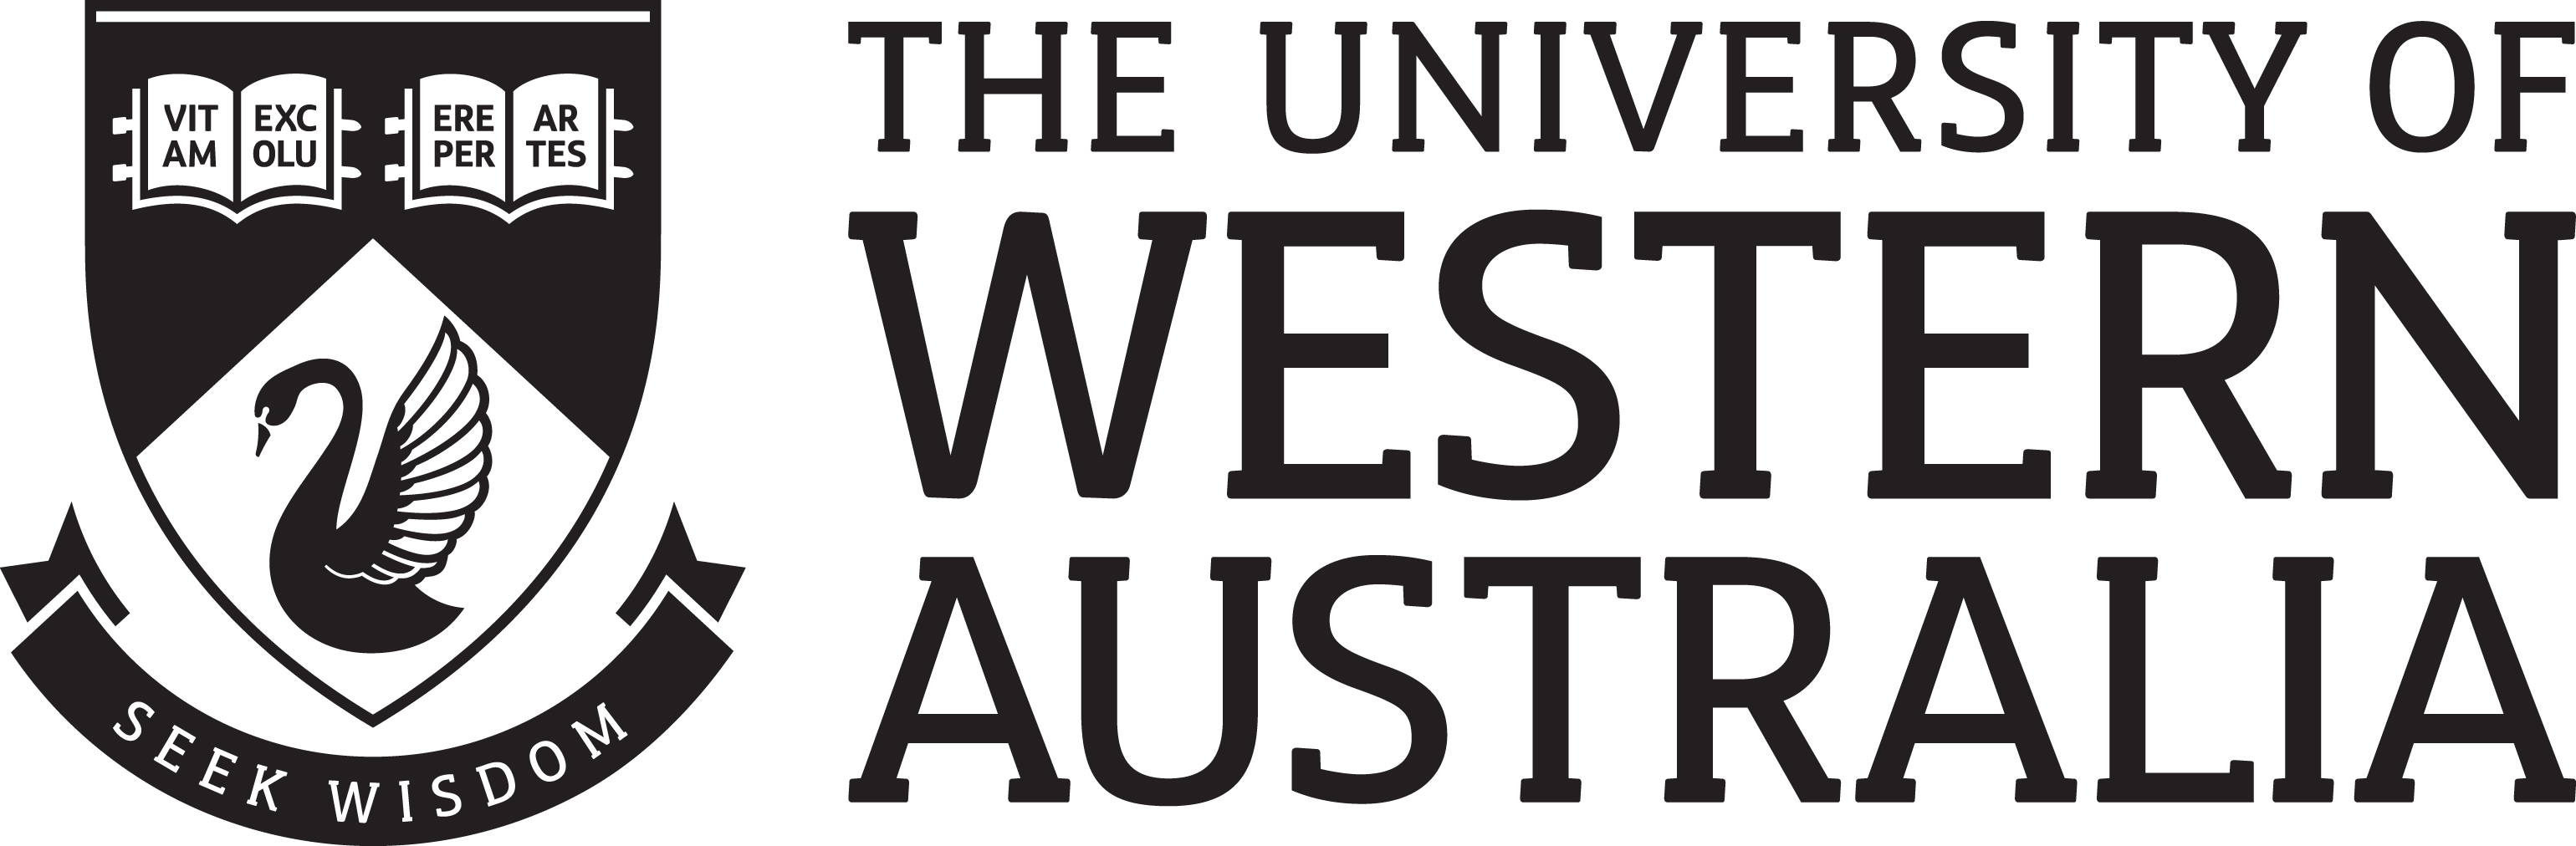 VIT EXC ERE AR
AM OLU PER TES
SEEK WISDOM
THE UNIVERSITY OF
WESTERN
AUSTRALIA